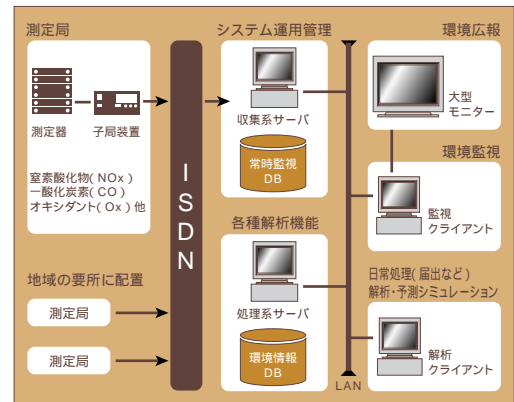 測定局
測定器
子局装置
窒素酸化物(NOx)
一酸化炭素(CO)
オキシダント(Ox)他
地域の要所に配置
測定局
測定局
ISDN
システム運用管理
収集系サーバ
常時監視
DB
各種解析機能
処理系サーバ
環境情報
DB
LAN
環境広報
大型
モニター
環境監視
監視
クライアント
日常処理(届出など)
解析・予測シミュレーション
解析
クライアント